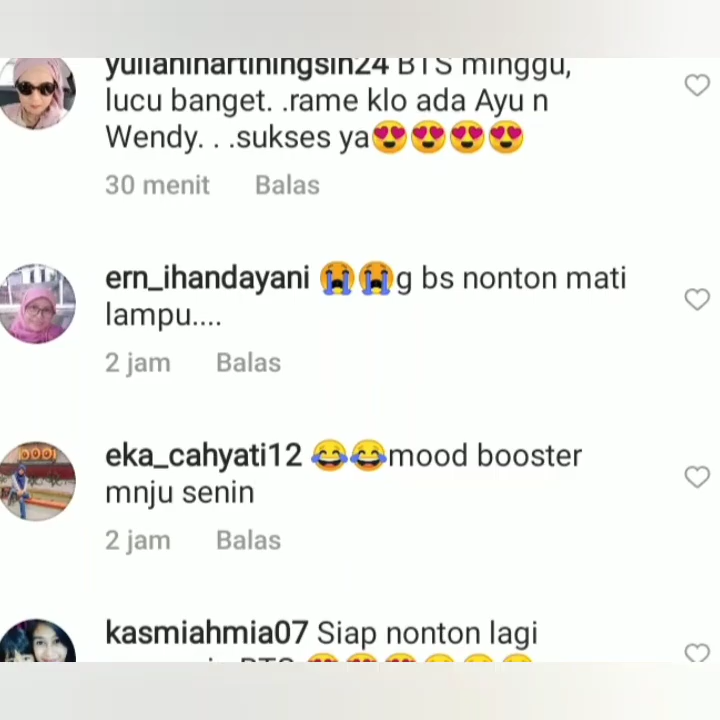 yulianihartiningsih24 BTS minggu,
lucu banget. .rame klo ada Ayu n
Wendy. . .sukses ya😍😍😍😍
30 menit Balas
ern_ihandayani 😭😭g bs nonton mati
lampu....
2 jam Balas
eka_cahyati12 😂😂mood booster
mnju senin
2 jam Balas
kasmiahmia07 Siap nonton lagi